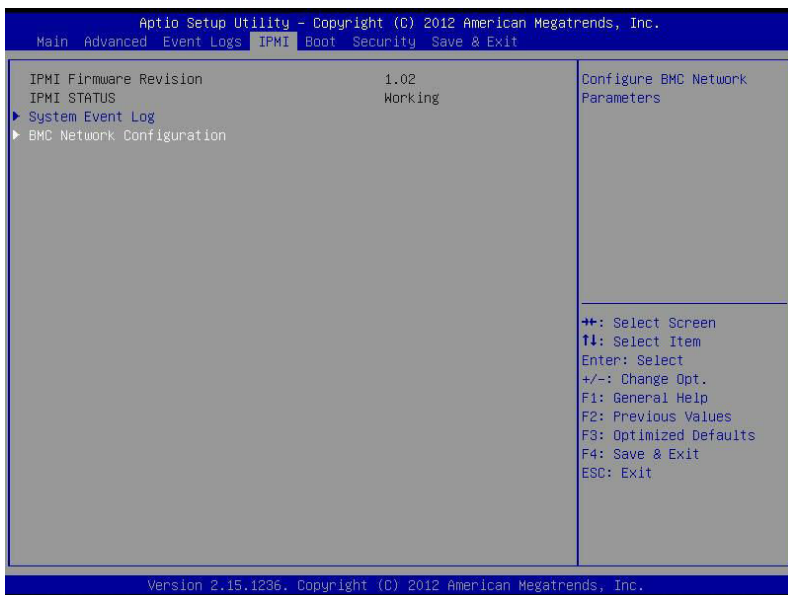 Aptio Setup Utility – Copyright (C) 2012 American Megatrends, Inc.
Main Advanced Event Logs IPMI Boot Security Save & Exit
IPMI Firmware Revision 1.02
IPMI STATUS Working
System Event Log
BMC Network Configuration
Configure BMC Network
Parameters
→←: Select Screen
↑↓: Select Item
Enter: Select
+/-: Change Opt.
F1: General Help
F2: Previous Values
F3: Optimized Defaults
F4: Save & Exit
ESC: Exit
Version 2.15.1236. Copyright (C) 2012 American Megatrends, Inc.